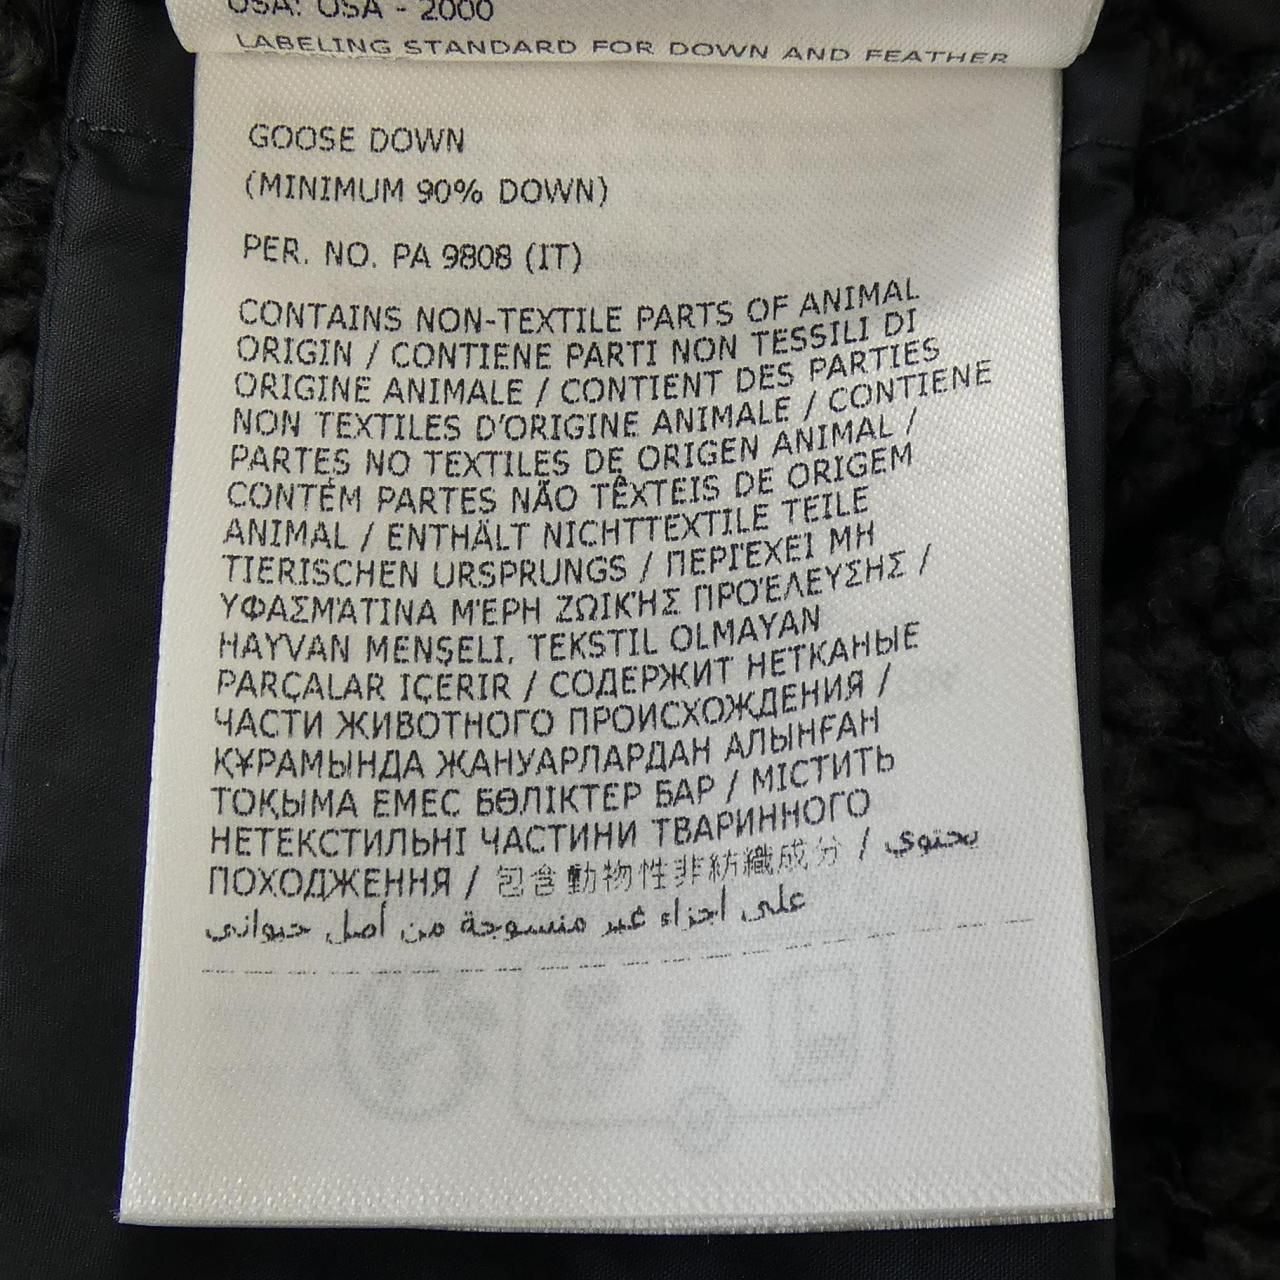 USA: USA - 2000
LABELING STANDARD FOR DOWN AND FEATHER
GOOSE DOWN
(MINIMUM 90% DOWN)
PER. NO. PA 9808 (IT)
CONTAINS NON-TEXTILE PARTS OF ANIMAL
ORIGIN / CONTIENE PARTI NON TESSILI DI
ORIGINE ANIMALE / CONTIENT DES PARTIES
NON TEXTILES D'ORIGINE ANIMALE / CONTIENE
PARTES NO TEXTILES DE ORIGEN ANIMAL /
CONTÉM PARTES NÃO TÊXTEIS DE ORIGEM
ANIMAL / ENTHÄLT NICHTTEXTILE TEILE
TIERISCHEN URSPRUNGS / ΠΕΡΙΈΧΕΙ ΜΗ
ΥΦΑΣΜΆΤΙΝΑ ΜΈΡΗ ΖΩΙΚΉΣ ΠΡΟΈΛΕΥΣΗΣ /
HAYVAN MENŞELI, TEKSTIL OLMAYAN
PARÇALAR IÇERIR / СОДЕРЖИТ НЕТКАНЫЕ
ЧАСТИ ЖИВОТНОГО ПРОИСХОЖДЕНИЯ /
ҚҰРАМЫНДА ЖАНУАРЛАРДАН АЛЫНҒАН
ТОҚЫМА ЕМЕС БӨЛІКТЕР БАР / МІСТИТЬ
НЕТЕКСТИЛЬНІ ЧАСТИНИ ТВАРИННОГО
ПОХОДЖЕННЯ / 包含動物性非紡織成分 / يحتوي
على أجزاء غير منسوجة من أصل حيواني